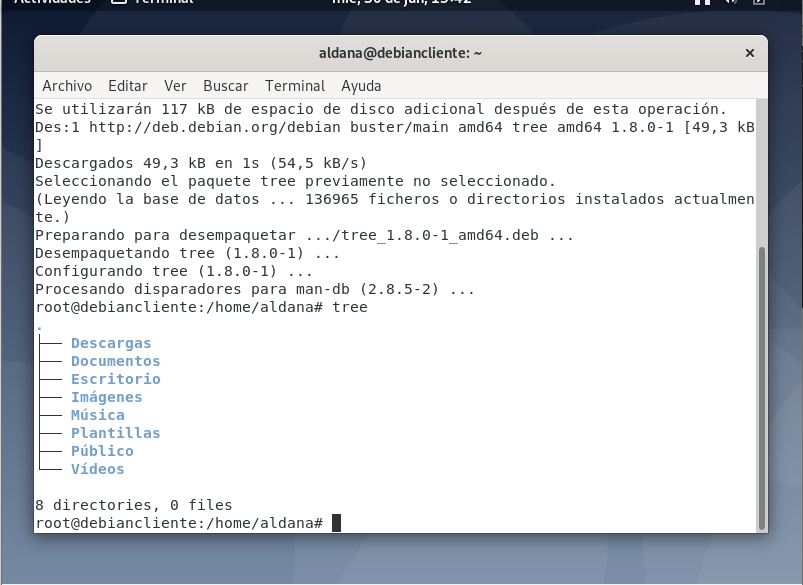 Actividades Terminal mié, 30 de jun, 15:42
aldana@debiancliente: ~
Archivo Editar Ver Buscar Terminal Ayuda
Se utilizarán 117 kB de espacio de disco adicional después de esta operación.
Des:1 http://deb.debian.org/debian buster/main amd64 tree amd64 1.8.0-1 [49,3 kB
]
Descargados 49,3 kB en 1s (54,5 kB/s)
Seleccionando el paquete tree previamente no seleccionado.
(Leyendo la base de datos ... 136965 ficheros o directorios instalados actualmen
te.)
Preparando para desempaquetar .../tree_1.8.0-1_amd64.deb ...
Desempaquetando tree (1.8.0-1) ...
Configurando tree (1.8.0-1) ...
Procesando disparadores para man-db (2.8.5-2) ...
root@debiancliente:/home/aldana# tree
.
├── Descargas
├── Documentos
├── Escritorio
├── Imágenes
├── Música
├── Plantillas
├── Público
└── Vídeos
8 directories, 0 files
root@debiancliente:/home/aldana#